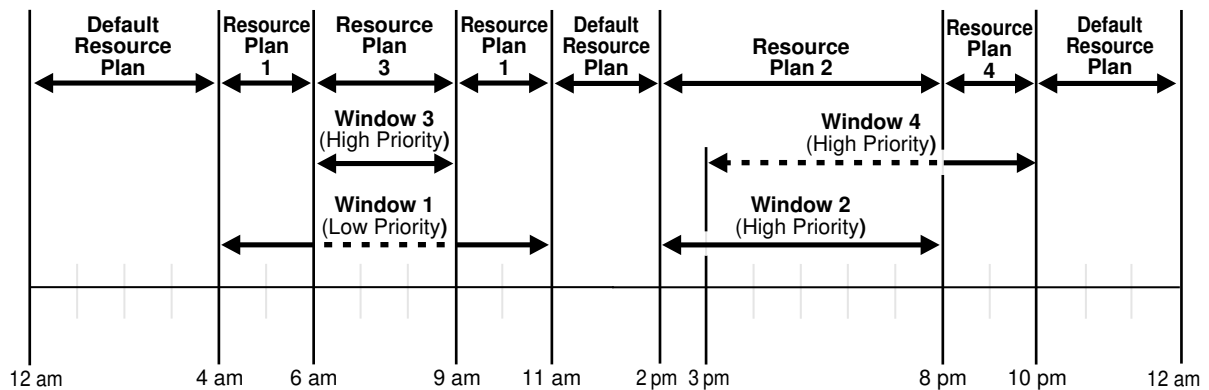 Default
Resource
Plan
Resource
Plan
1
Resource
Plan
3
Resource
Plan
1
Default
Resource
Plan
Resource
Plan 2
Resource
Plan
4
Default
Resource
Plan
Window 3
(High Priority)
Window 4
(High Priority)
Window 1
(Low Priority)
Window 2
(High Priority)
12 am
4 am
6 am
9 am
11 am
2 pm
3 pm
8 pm
10 pm
12 am